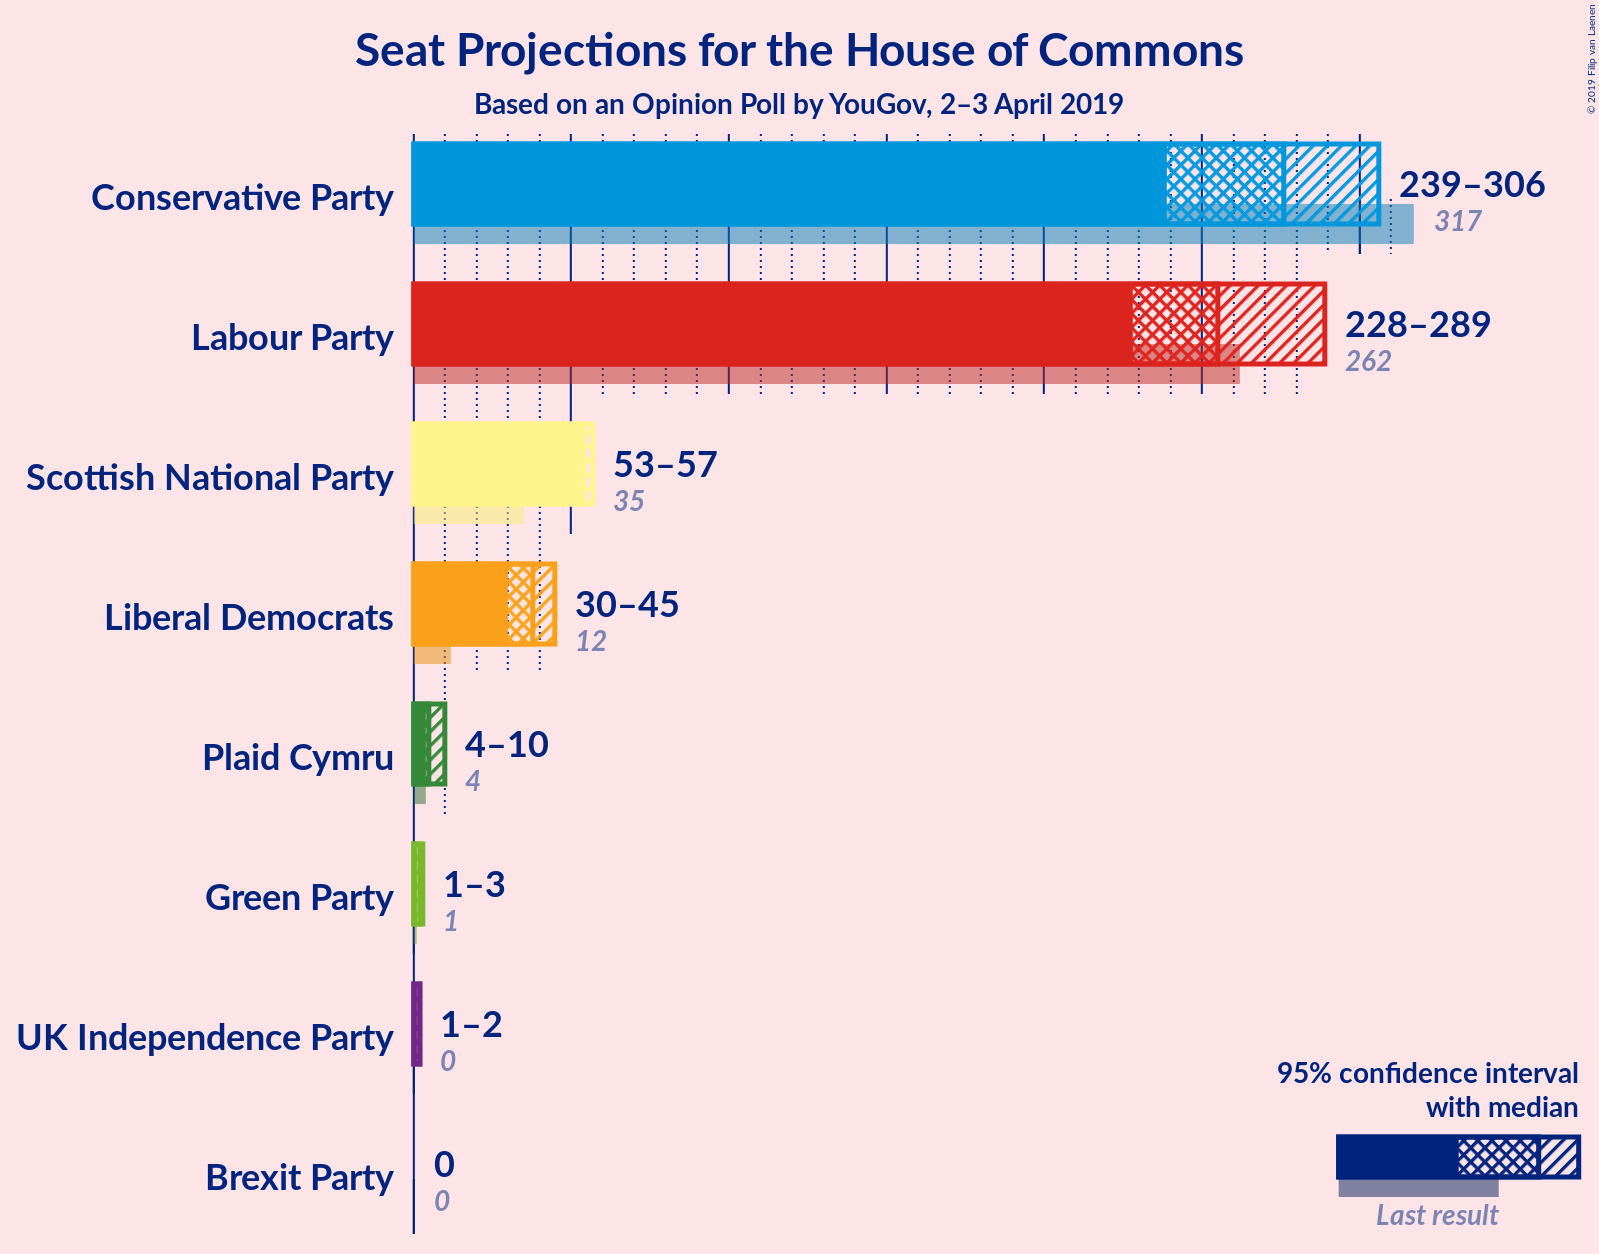 Seat Projections for the House of Commons
Based on an Opinion Poll by YouGov, 2–3 April 2019
© 2019 Filip van Laenen
Conservative Party
239–306
317
Labour Party
228–289
262
Scottish National Party
53–57
35
Liberal Democrats
30–45
12
Plaid Cymru
4–10
4
Green Party
1–3
1
UK Independence Party
1–2
0
Brexit Party
0
0
95% confidence interval
with median
Last result